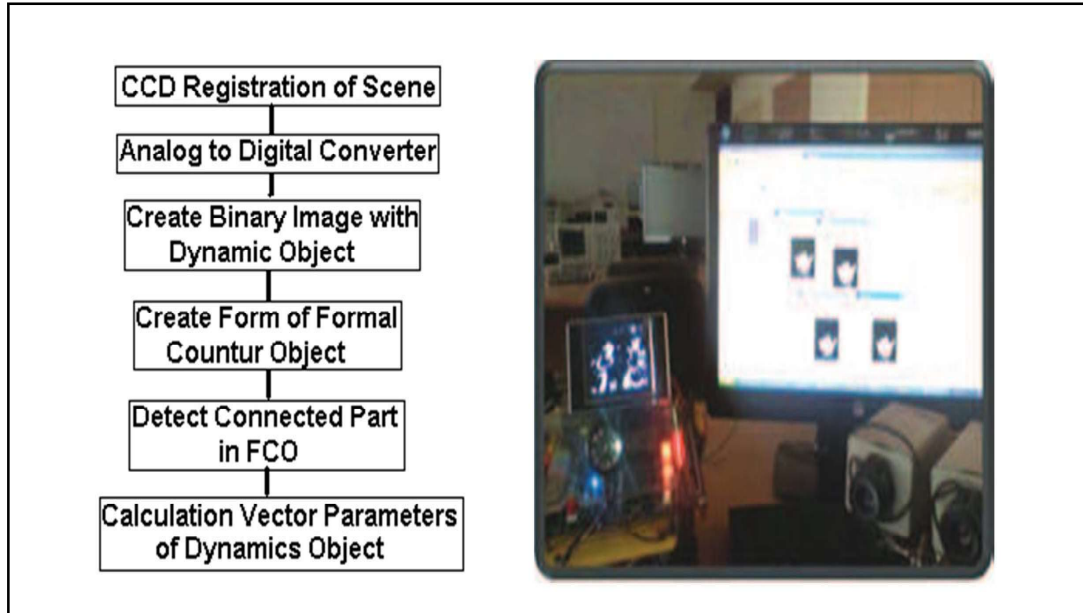 CCD Registration of Scene
Analog to Digital Converter
Create Binary Image with
Dynamic Object
Create Form of Formal
Countur Object
Detect Connected Part
in FCO
Calculation Vector Parameters
of Dynamics Object